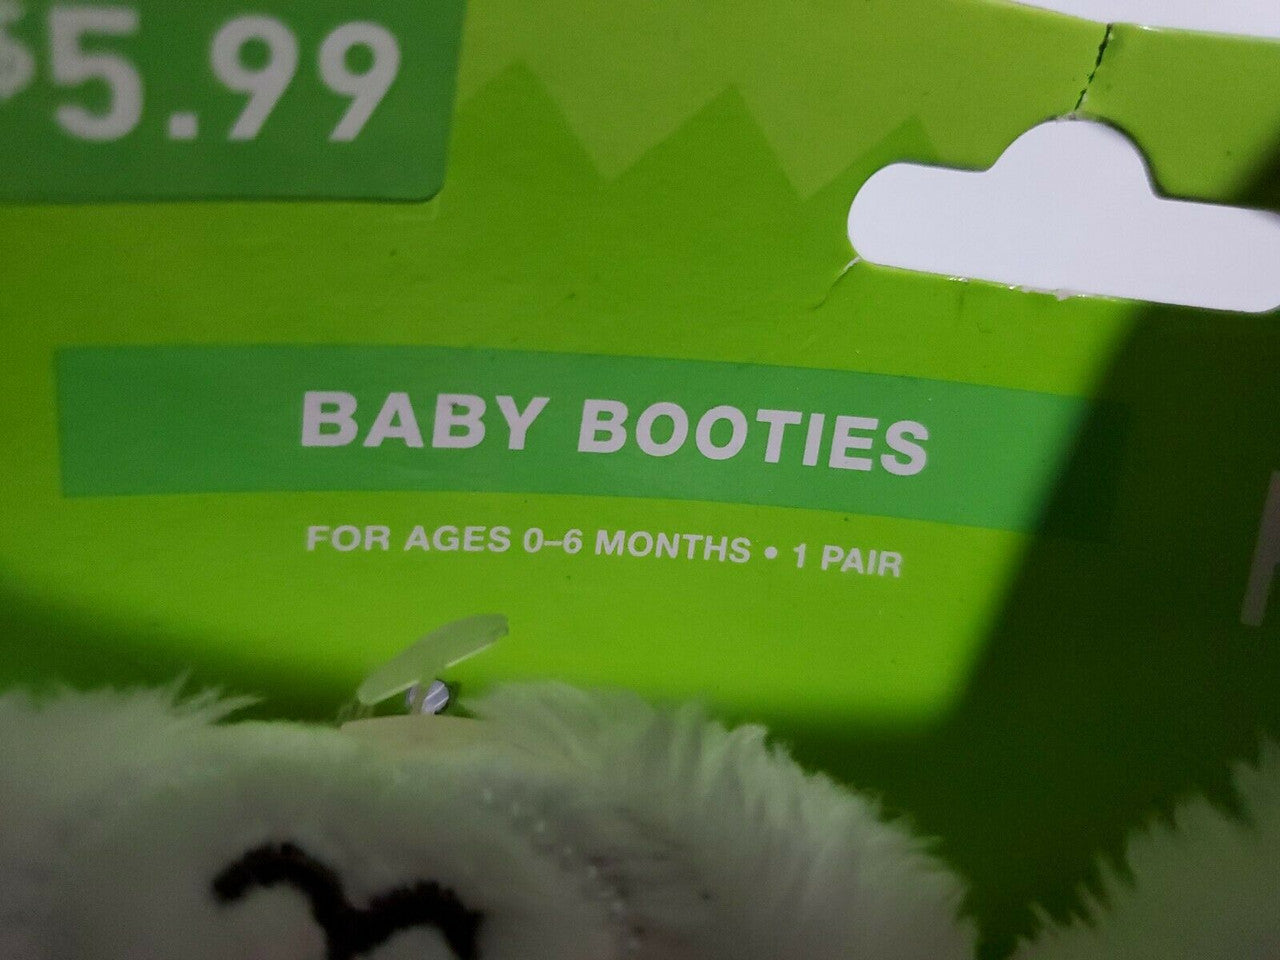 $5.99
BABY BOOTIES
FOR AGES 0–6 MONTHS • 1 PAIR